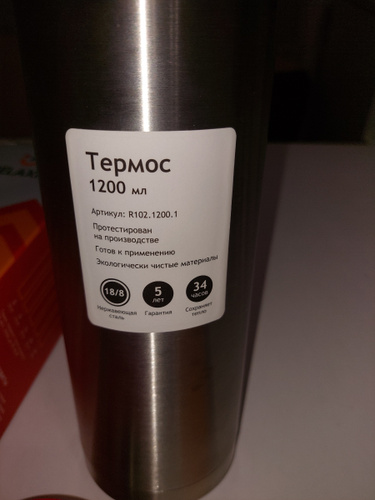 Термос
1200 мл
Артикул: R102.1200.1
Протестирован
на производстве
Готов к применению
Экологически чистые материалы
18/8
Нержавеющая
сталь
5
лет
Гарантия
34
часов
Сохраняет
тепло